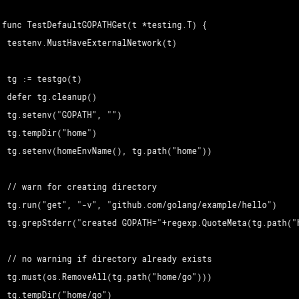 func TestDefaultGOPATHGet(t *testing.T) {
testenv.MustHaveExternalNetwork(t)
tg := testgo(t)
defer tg.cleanup()
tg.setenv("GOPATH", "")
tg.tempDir("home")
tg.setenv(homeEnvName(), tg.path("home"))
// warn for creating directory
tg.run("get", "-v", "github.com/golang/example/hello")
tg.grepStderr("created GOPATH="+regexp.QuoteMeta(tg.path("h
// no warning if directory already exists
tg.must(os.RemoveAll(tg.path("home/go")))
tg.tempDir("home/go")